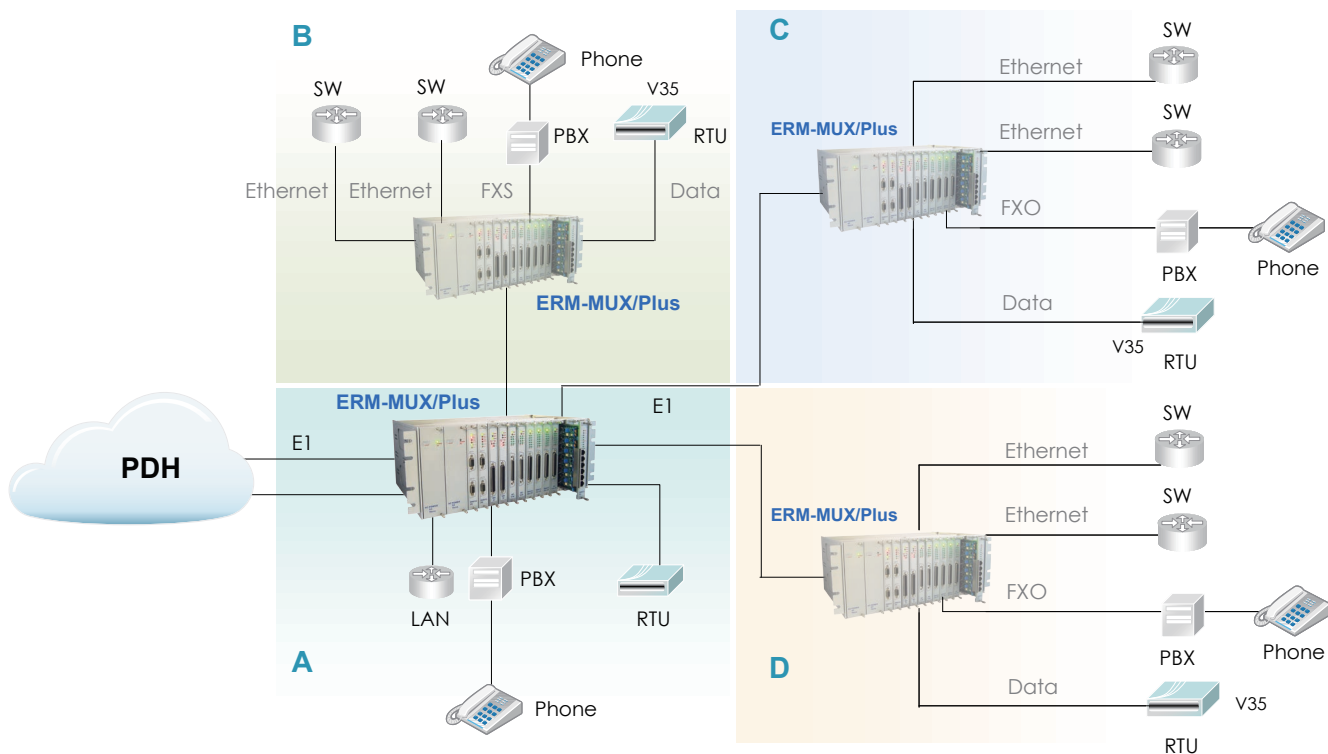 B
Phone
SW
SW
V35
PBX
RTU
Ethernet
Ethernet
FXS
Data
ERM-MUX/Plus
C
SW
Ethernet
ERM-MUX/Plus
Ethernet
SW
FXO
PBX
Phone
Data
V35
RTU
ERM-MUX/Plus
E1
E1
PDH
LAN
PBX
RTU
A
Phone
SW
Ethernet
ERM-MUX/Plus
Ethernet
SW
FXO
PBX
Phone
D
Data
V35
RTU